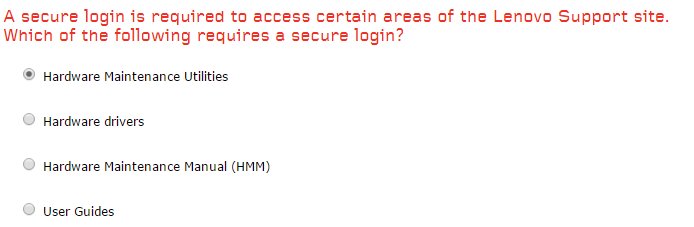 A secure login is required to access certain areas of the Lenovo Support site.
Which of the following requires a secure login?
Hardware Maintenance Utilities
Hardware drivers
Hardware Maintenance Manual (HMM)
User Guides